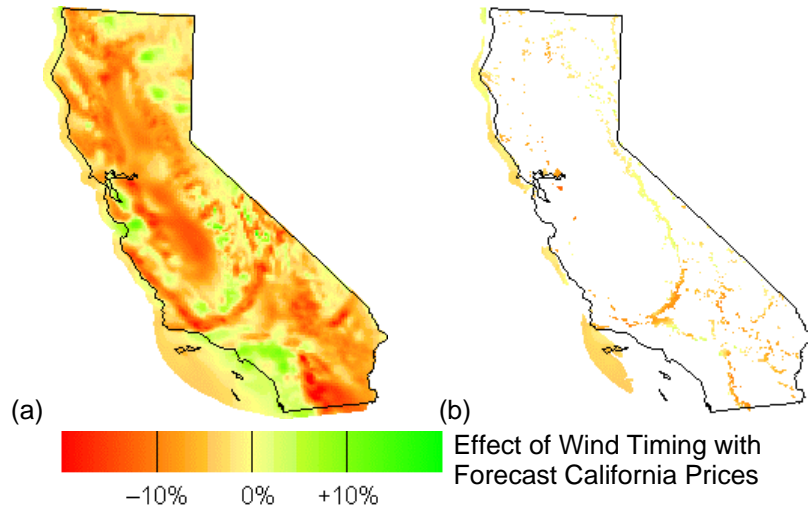 (a)
(b)
Effect of Wind Timing with
Forecast California Prices
–10%
0%
+10%